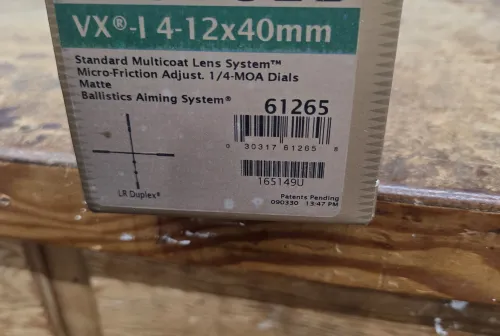 VX®-I 4-12x40mm
Standard Multicoat Lens System™
Micro-Friction Adjust. 1/4-MOA Dials
Matte
Ballistics Aiming System®
61265
0 30317 61265 8
165149U
LR Duplex®
Patents Pending
090330 13:47 PM